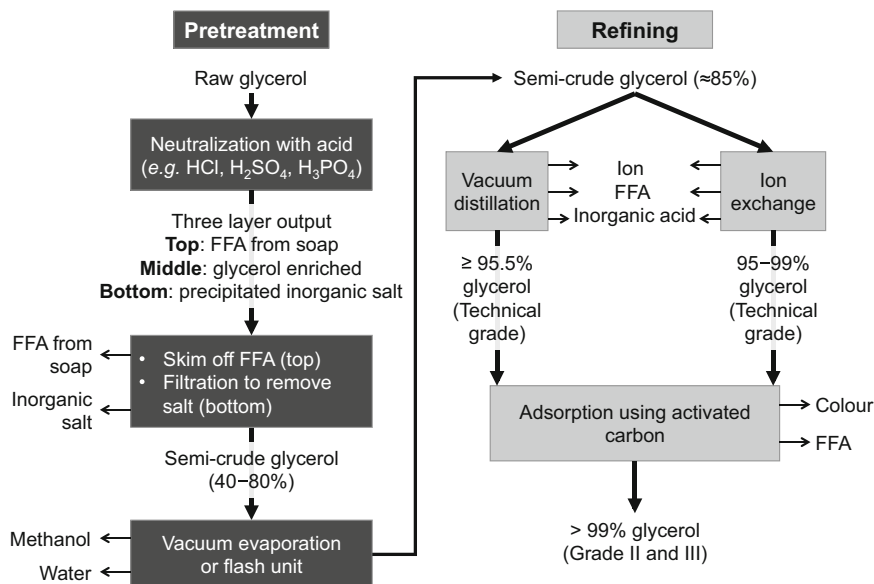 Pretreatment
Raw glycerol
Neutralization with acid
(e.g. HCl, H₂SO₄, H₃PO₄)
Three layer output
Top: FFA from soap
Middle: glycerol enriched
Bottom: precipitated inorganic salt
FFA from
soap
Inorganic
salt
• Skim off FFA (top)
• Filtration to remove
salt (bottom)
Semi-crude glycerol
(40−80%)
Methanol
Water
Vacuum evaporation
or flash unit
Refining
Semi-crude glycerol (≈85%)
Vacuum
distillation
Ion
FFA
Inorganic acid
Ion
exchange
≥ 95.5%
glycerol
(Technical
grade)
95−99%
glycerol
(Technical
grade)
Adsorption using activated
carbon
Colour
FFA
> 99% glycerol
(Grade II and III)